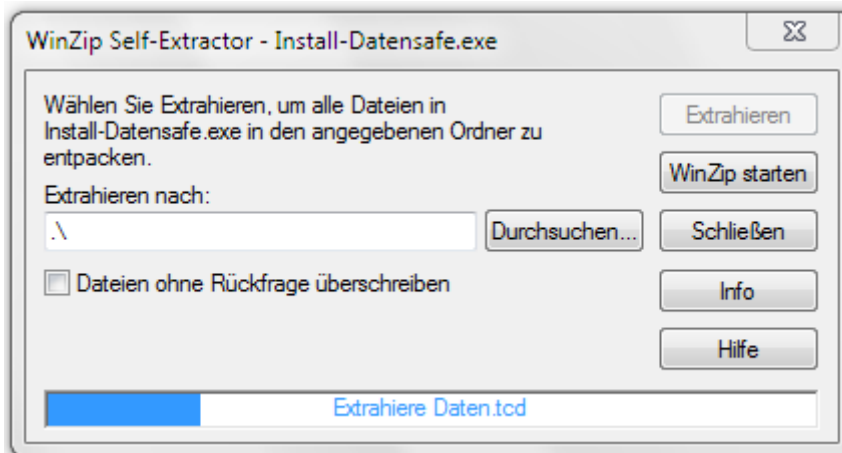 WinZip Self-Extractor - Install-Datensafe.exe
Wählen Sie Extrahieren, um alle Dateien in
Install-Datensafe.exe in den angegebenen Ordner zu
entpacken.
Extrahieren nach:
.\
Durchsuchen...
Dateien ohne Rückfrage überschreiben
Extrahieren
WinZip starten
Schließen
Info
Hilfe
Extrahiere Daten.tcd